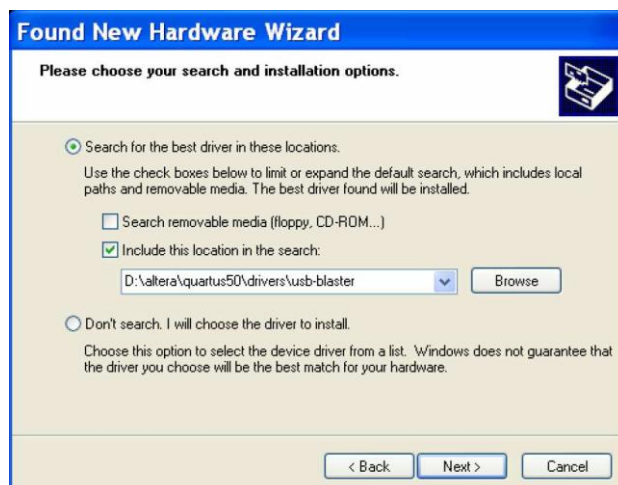 Found New Hardware Wizard
Please choose your search and installation options.
Search for the best driver in these locations.
Use the check boxes below to limit or expand the default search, which includes local
paths and removable media. The best driver found will be installed.
Search removable media (floppy, CD-ROM...)
Include this location in the search:
D:\altera\quartus50\drivers\usb-blaster
Browse
Don't search. I will choose the driver to install.
Choose this option to select the device driver from a list. Windows does not guarantee that
the driver you choose will be the best match for your hardware.
< Back Next > Cancel